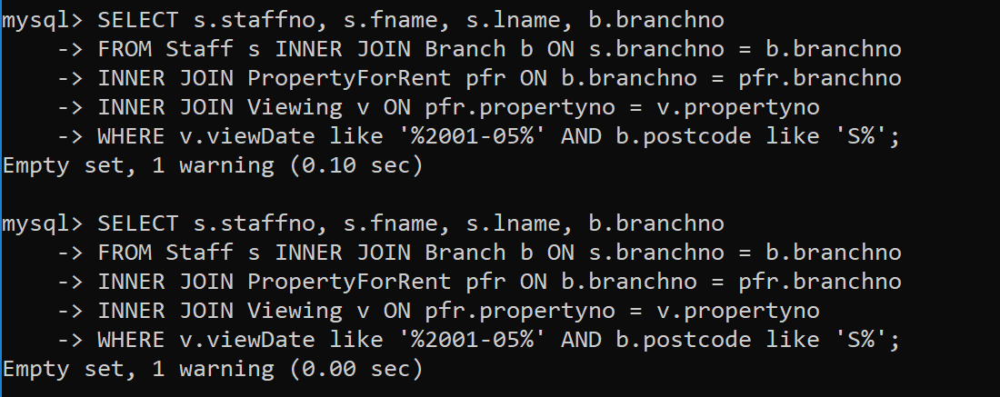 mysql> SELECT s.staffno, s.fname, s.lname, b.branchno
    -> FROM Staff s INNER JOIN Branch b ON s.branchno = b.branchno
    -> INNER JOIN PropertyForRent pfr ON b.branchno = pfr.branchno
    -> INNER JOIN Viewing v ON pfr.propertyno = v.propertyno
    -> WHERE v.viewDate like '%2001-05%' AND b.postcode like 'S%';
Empty set, 1 warning (0.10 sec)

mysql> SELECT s.staffno, s.fname, s.lname, b.branchno
    -> FROM Staff s INNER JOIN Branch b ON s.branchno = b.branchno
    -> INNER JOIN PropertyForRent pfr ON b.branchno = pfr.branchno
    -> INNER JOIN Viewing v ON pfr.propertyno = v.propertyno
    -> WHERE v.viewDate like '%2001-05%' AND b.postcode like 'S%';
Empty set, 1 warning (0.00 sec)